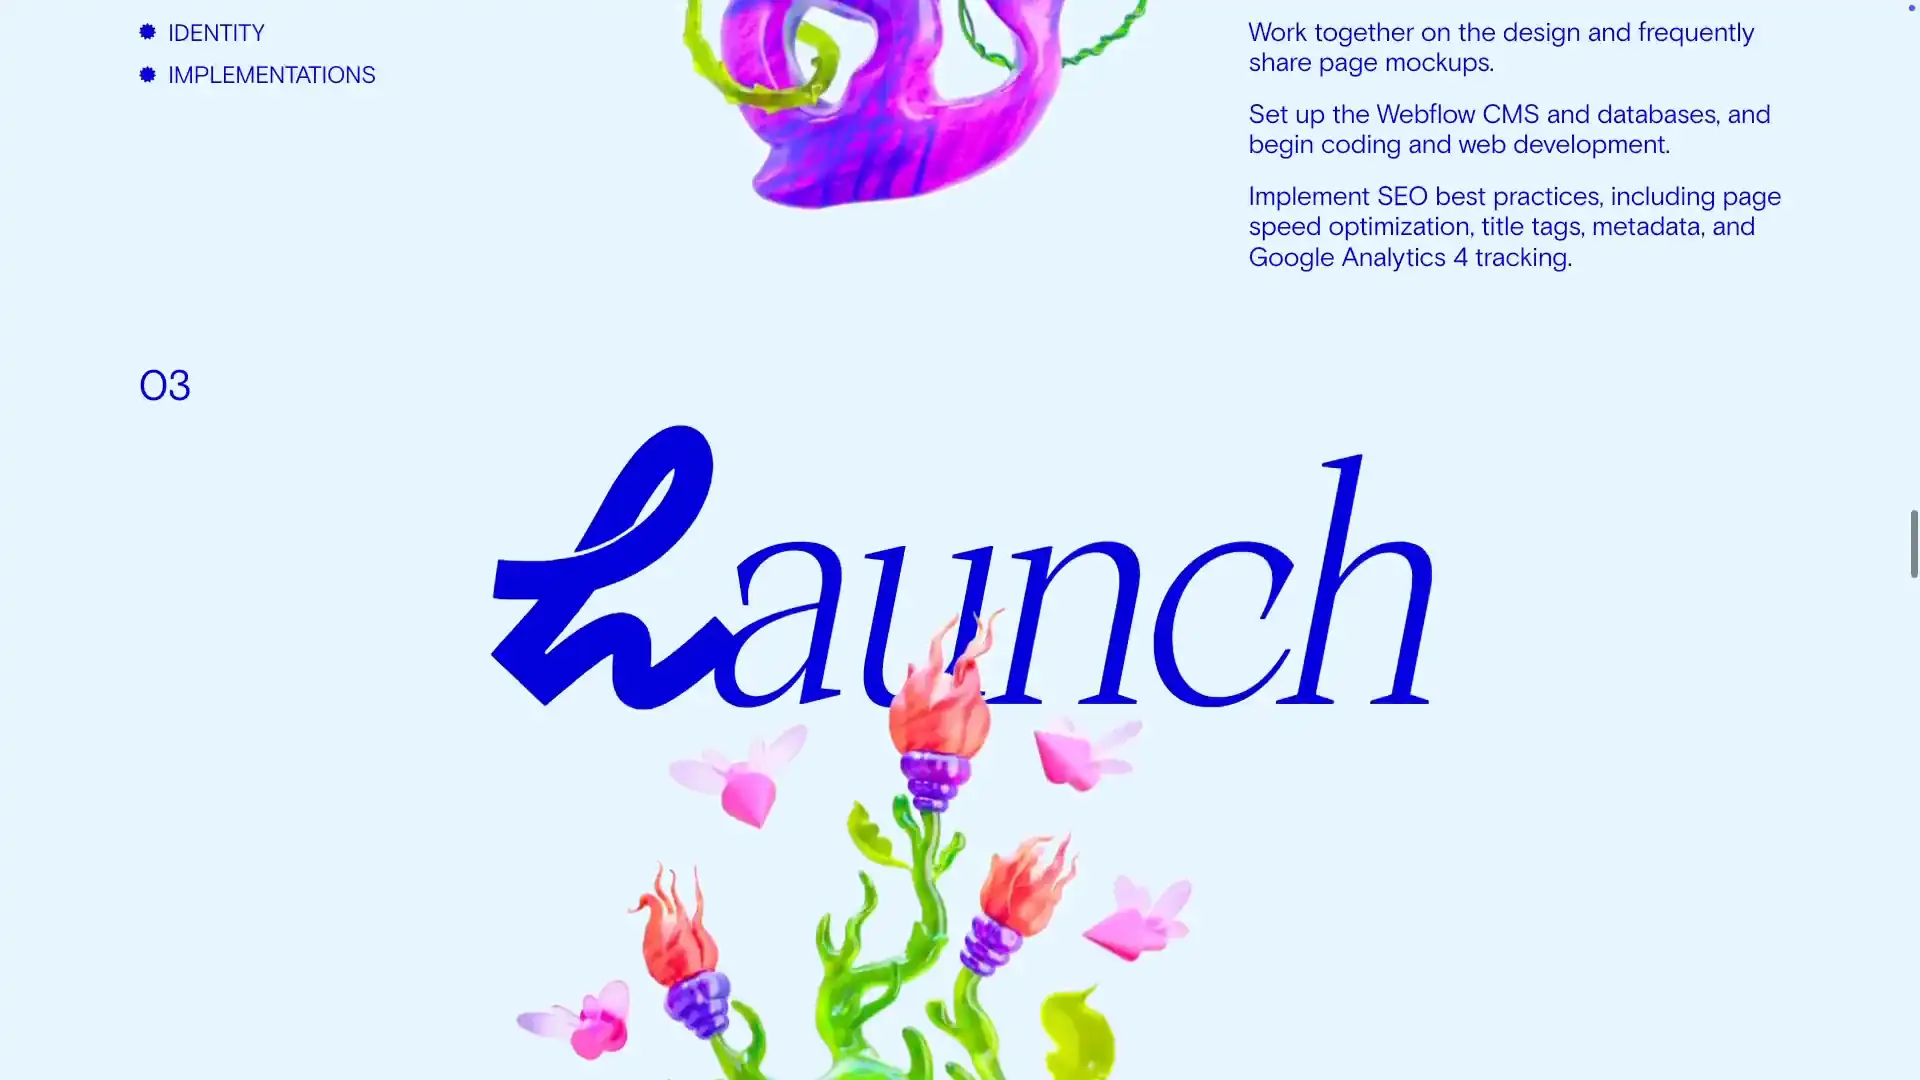 IDENTITY
IMPLEMENTATIONS
Work together on the design and frequently
share page mockups.
Set up the Webflow CMS and databases, and
begin coding and web development.
Implement SEO best practices, including page
speed optimization, title tags, metadata, and
Google Analytics 4 tracking.
03
Launch